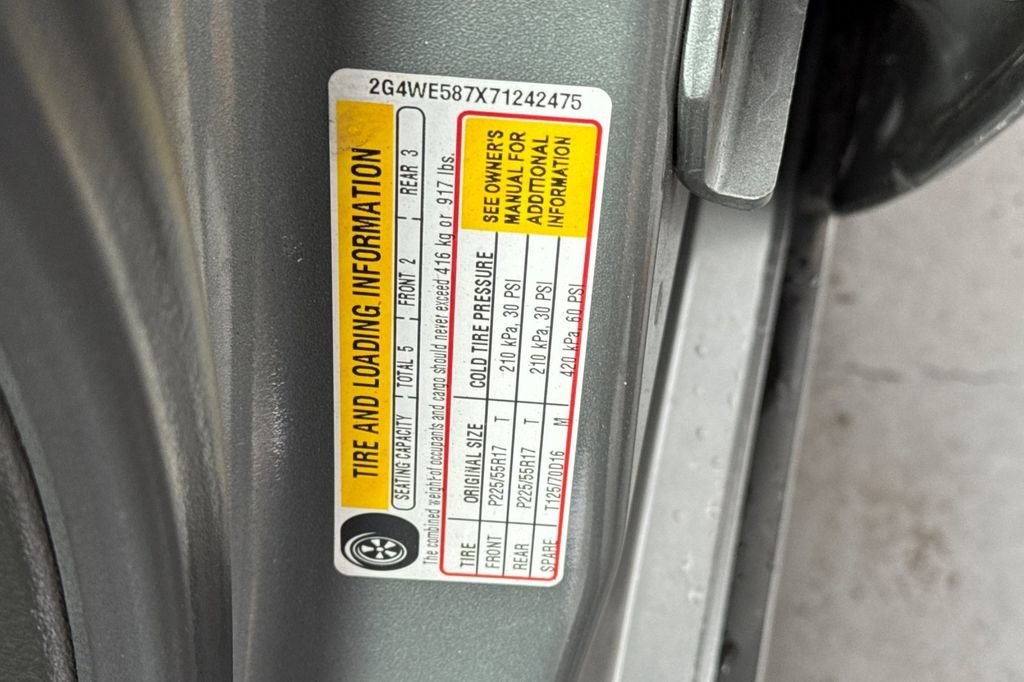 2G4WE587X71242475
TIRE AND LOADING INFORMATION
SEATING CAPACITY TOTAL 5 FRONT 2 REAR 3
The combined weight of occupants and cargo should never exceed 416 kg or 917 lbs.
TIRE ORIGINAL SIZE COLD TIRE PRESSURE
FRONT P225/55R17 T 210 kPa, 30 PSI
REAR P225/55R17 T 210 kPa, 30 PSI
SPARE T125/70D16 M 420 kPa, 60 PSI
SEE OWNER'S
MANUAL FOR
ADDITIONAL
INFORMATION